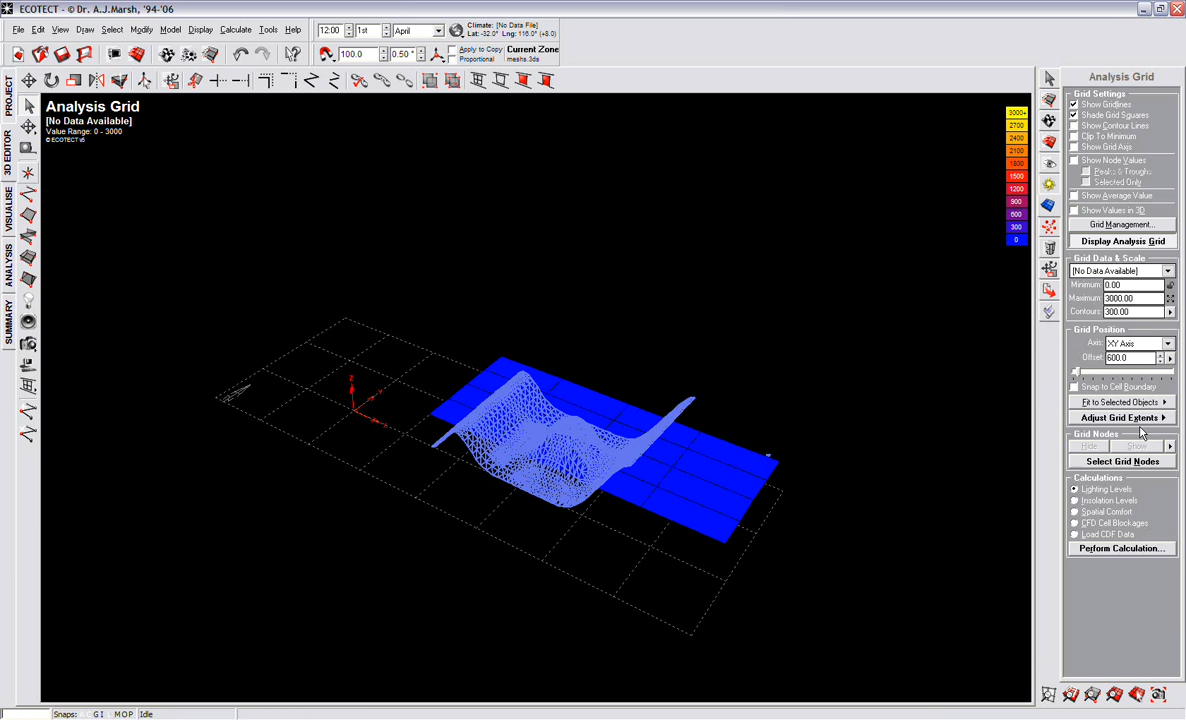 ECOTECT - © Dr. A.J.Marsh, '94-'06
File Edit View Draw Select Modify Model Display Calculate Tools Help
12:00 1st April
Climate: [No Data File]
Lat: -32.0° Lng: 116.0° (+8.0)
100.0 0.50 °
Apply to Copy
Proportional
Current Zone
meshs.3ds
PROJECT
3D EDITOR
VISUALISE
ANALYSIS
SUMMARY
Analysis Grid
[No Data Available]
Value Range: 0 - 3000
© ECOTECT v5
3000+
2700
2400
2100
1800
1500
1200
900
600
300
0
Z
Y
Analysis Grid
Grid Settings
Show Gridlines
Shade Grid Squares
Show Contour Lines
Clip To Minimum
Show Grid Axis
Show Node Values
Peaks & Troughs
Selected Only
Show Average Value
Show Values in 3D
Grid Management...
Display Analysis Grid
Grid Data & Scale
[No Data Available]
Minimum: 0.00
Maximum: 3000.00
Contours: 300.00
Grid Position
Axis: XY Axis
Offset: 600.0
Snap to Cell Boundary
Fit to Selected Objects
Adjust Grid Extents
Grid Nodes
Hide Show
Select Grid Nodes
Calculations
Lighting Levels
Insolation Levels
Spatial Comfort
CFD Cell Blockages
Load CDF Data
Perform Calculation...
Snaps: G I M O P Idle